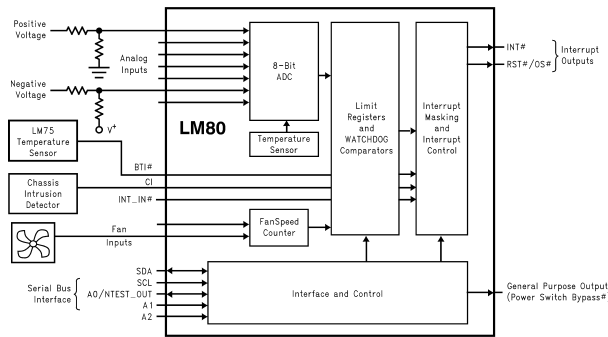 Positive
Voltage
Analog
Inputs
Negative
Voltage
V+
8-Bit
ADC
LM80
Temperature
Sensor
Limit
Registers
and
WATCHDOG
Comparators
Interrupt
Masking
and
Interrupt
Control
INT#
RST#/OS#
Interrupt
Outputs
LM75
Temperature
Sensor
BTI#
Chassis
Intrusion
Detector
CI
INT_IN#
Fan
Inputs
FanSpeed
Counter
Serial Bus
Interface
SDA
SCL
A0/NTEST_OUT
A1
A2
Interface and Control
General Purpose Output
(Power Switch Bypass#